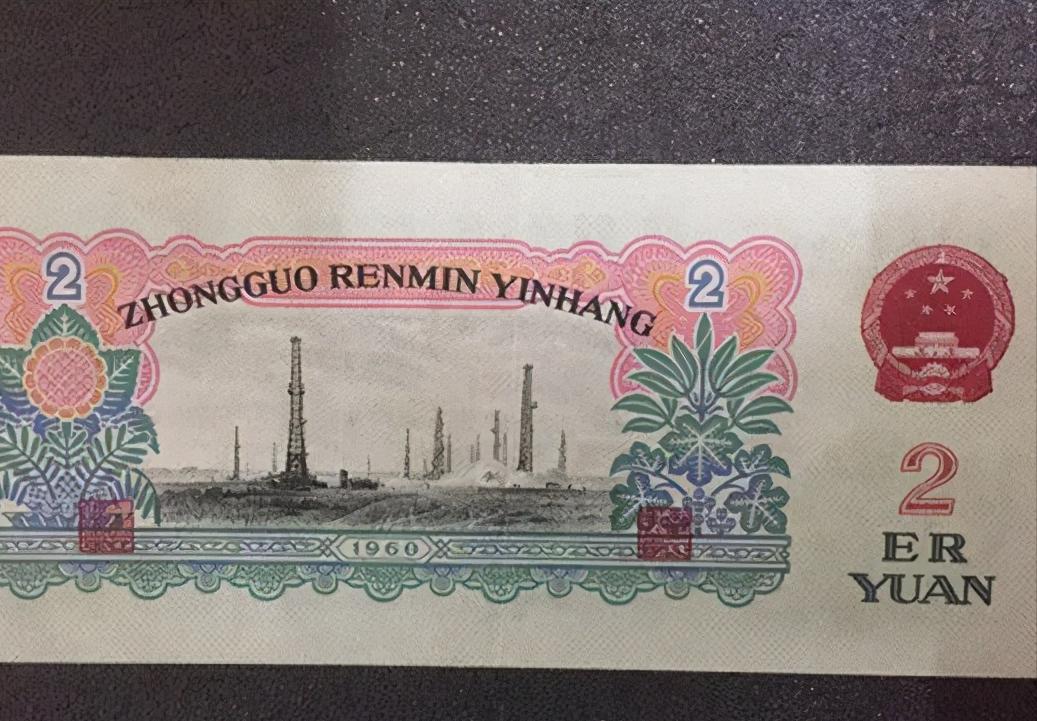 2
ZHONGGUO RENMIN YINHANG
2
1960
2
ER
YUAN